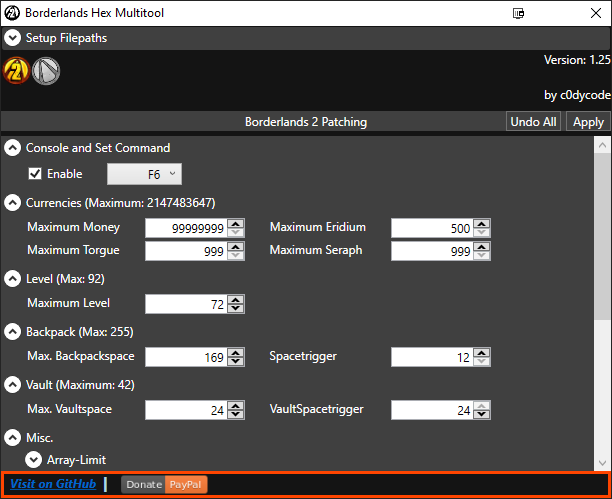 Borderlands Hex Multitool
Setup Filepaths
Version: 1.25
by c0dycode
Borderlands 2 Patching Undo All Apply
Console and Set Command
Enable F6
Currencies (Maximum: 2147483647)
Maximum Money 99999999 Maximum Eridium 500
Maximum Torgue 999 Maximum Seraph 999
Level (Max: 92)
Maximum Level 72
Backpack (Max: 255)
Max. Backpackspace 169 Spacetrigger 12
Vault (Maximum: 42)
Max. Vaultspace 24 VaultSpacetrigger 24
Misc.
Array-Limit
Visit on GitHub | Donate PayPal